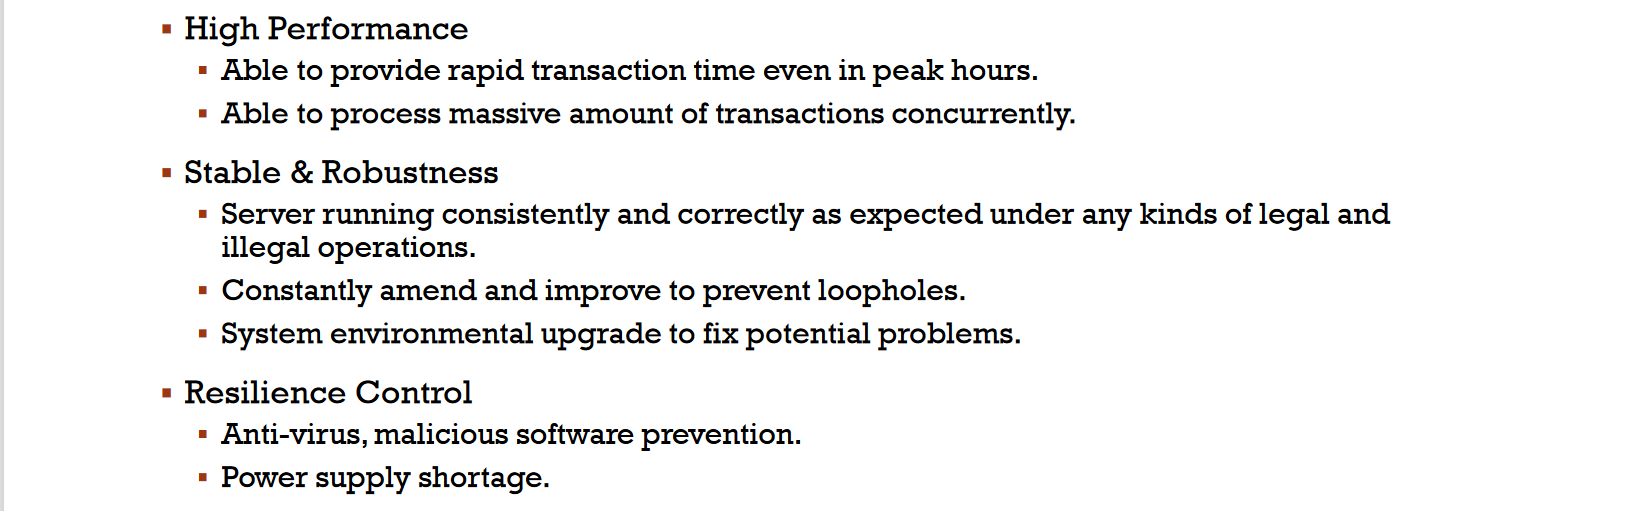 ▪ High Performance
▪ Able to provide rapid transaction time even in peak hours.
▪ Able to process massive amount of transactions concurrently.
▪ Stable & Robustness
▪ Server running consistently and correctly as expected under any kinds of legal and
illegal operations.
▪ Constantly amend and improve to prevent loopholes.
▪ System environmental upgrade to fix potential problems.
▪ Resilience Control
▪ Anti-virus, malicious software prevention.
▪ Power supply shortage.